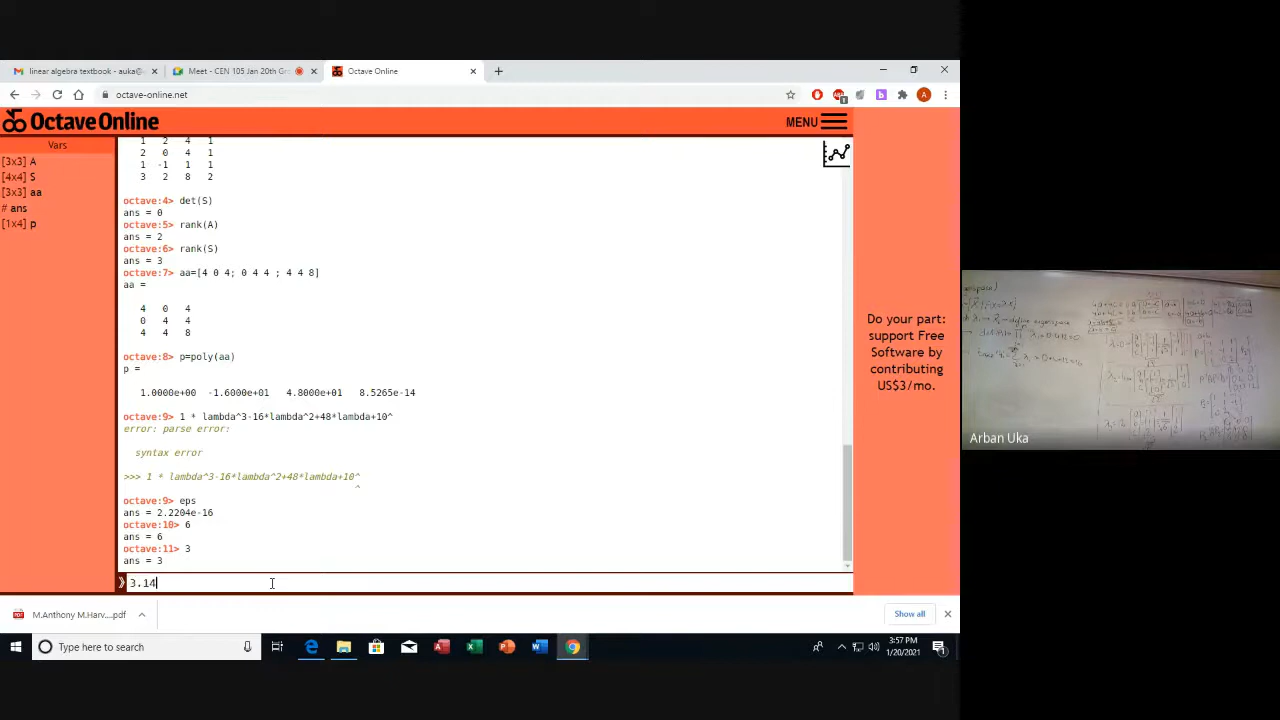 linear algebra textbook - auka@
Meet - CEN 105 Jan 20th Gr
Octave Online
octave-online.net
Octave Online
MENU
Vars
[3x3] A
[4x4] S
[3x3] aa
# ans
[1x4] p
1 2 4 1
2 0 4 1
1 -1 1 1
3 2 8 2
octave:4> det(S)
ans = 0
octave:5> rank(A)
ans = 2
octave:6> rank(S)
ans = 3
octave:7> aa=[4 0 4; 0 4 4 ; 4 4 8]
aa =
4 0 4
0 4 4
4 4 8
octave:8> p=poly(aa)
p =
1.0000e+00 -1.6000e+01 4.8000e+01 8.5265e-14
octave:9> 1 * lambda^3-16*lambda^2+48*lambda+10^
error: parse error:
syntax error
>>> 1 * lambda^3-16*lambda^2+48*lambda+10^
^
octave:9> eps
ans = 2.2204e-16
octave:10> 6
ans = 6
octave:11> 3
ans = 3
3.14
Do your part:
support Free
Software by
contributing
US$3/mo.
Arban Uka
M.Anthony M.Harv....pdf
Show all
Type here to search
3:57 PM
1/20/2021